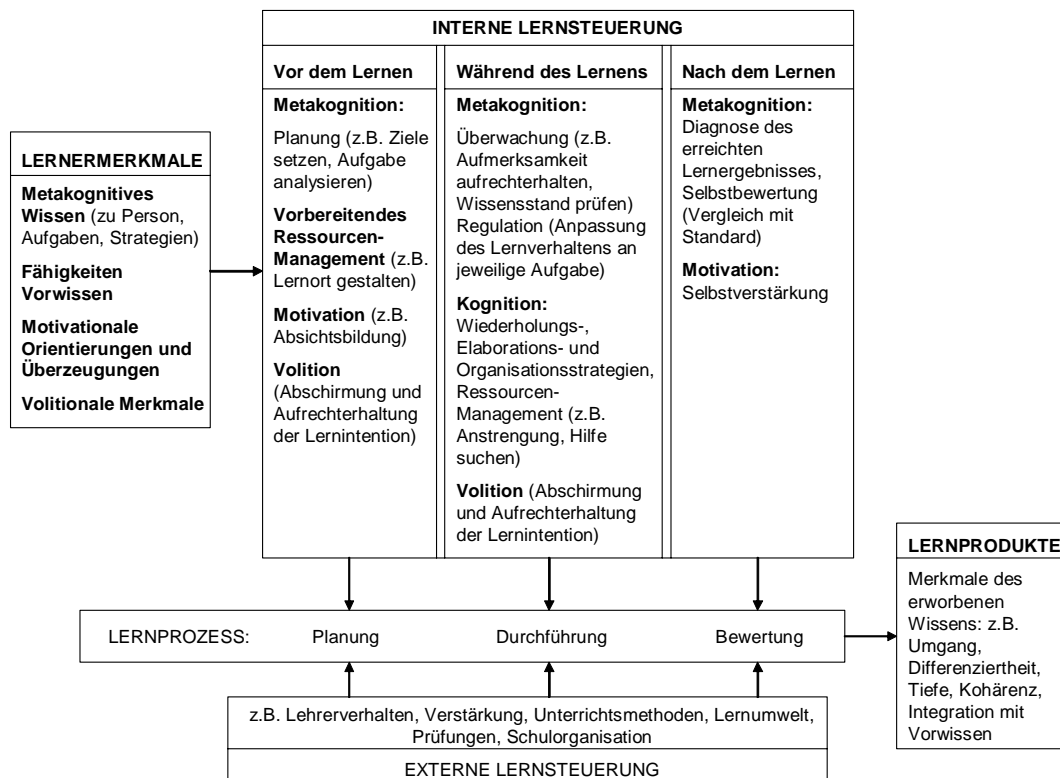 INTERNE LERNSTEUERUNG
Vor dem Lernen
Metakognition:
Planung (z.B. Ziele
setzen, Aufgabe
analysieren)
Vorbereitendes
Ressourcen-
Management (z.B.
Lernort gestalten)
Motivation (z.B.
Absichtsbildung)
Volition
(Abschirmung und
Aufrechterhaltung
der Lernintention)
Während des Lernens
Metakognition:
Überwachung (z.B.
Aufmerksamkeit
aufrechterhalten,
Wissensstand prüfen)
Regulation (Anpassung
des Lernverhaltens an
jeweilige Aufgabe)
Kognition:
Wiederholungs-,
Elaborations- und
Organisationsstrategien,
Ressourcen-
Management (z.B.
Anstrengung, Hilfe
suchen)
Volition (Abschirmung
und Aufrechterhaltung
der Lernintention)
Nach dem Lernen
Metakognition:
Diagnose des
erreichten
Lernergebnisses,
Selbstbewertung
(Vergleich mit
Standard)
Motivation:
Selbstverstärkung
LERNERMERKMALE
Metakognitives
Wissen (zu Person,
Aufgaben, Strategien)
Fähigkeiten
Vorwissen
Motivationale
Orientierungen und
Überzeugungen
Volitionale Merkmale
LERNPROZESS: Planung Durchführung Bewertung
LERNPRODUKTE
Merkmale des
erworbenen
Wissens: z.B.
Umgang,
Differenziertheit,
Tiefe, Kohärenz,
Integration mit
Vorwissen
z.B. Lehrerverhalten, Verstärkung, Unterrichtsmethoden, Lernumwelt,
Prüfungen, Schulorganisation
EXTERNE LERNSTEUERUNG